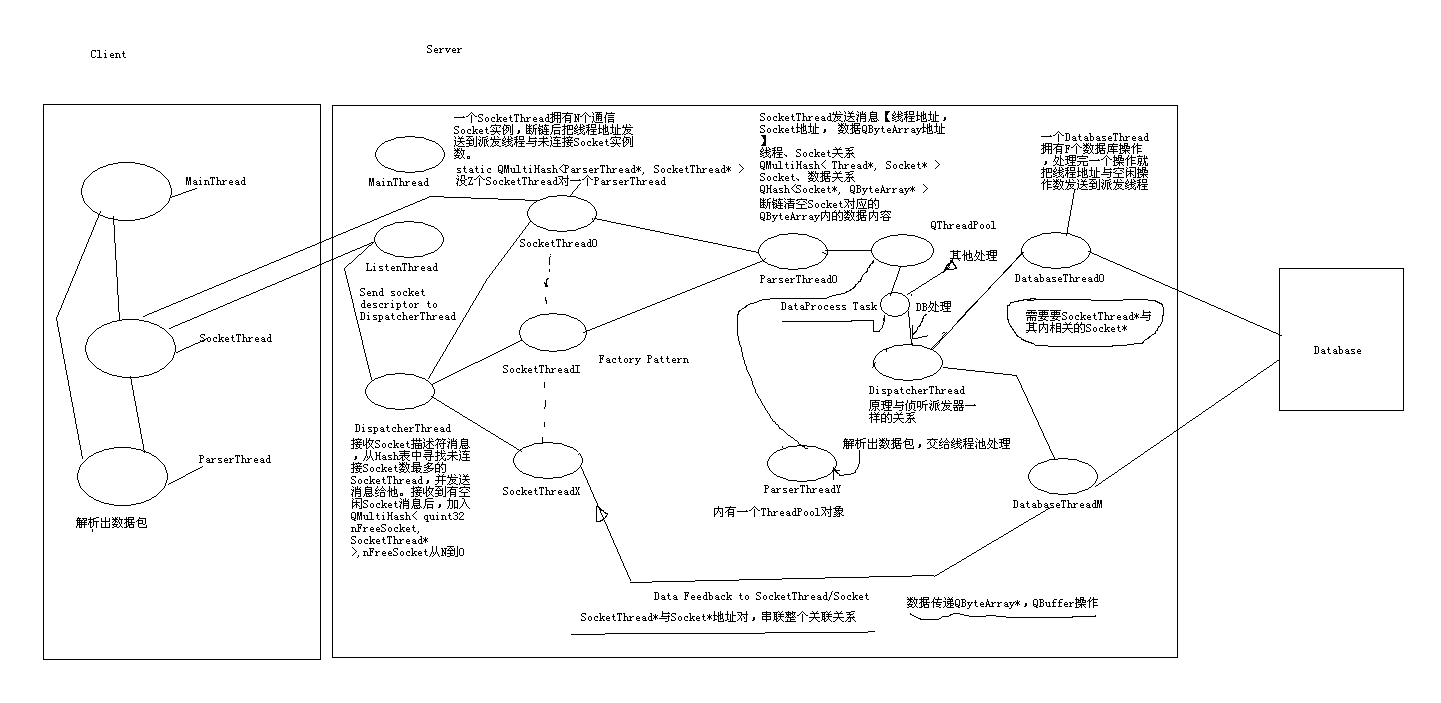 Client
Server
MainThread
SocketThread
ParserThread
解析出数据包
MainThread
一个SocketThread拥有N个通信
Socket实例，断链后把线程地址发
送到派发线程与未连接Socket实例
数。
static QMultiHash<ParserThread*, SocketThread* >
没Z个SocketThread对一个ParserThread
ListenThread
Send socket
descriptor to
DispatcherThread
SocketThread0
SocketThreadI
SocketThreadX
Factory Pattern
DispatcherThread
接收Socket描述符消息
，从Hash表中寻找未连
接Socket数最多的
SocketThread，并发送
消息给他。接收到有空
闲Socket消息后，加入
QMultiHash< quint32
nFreeSocket,
SocketThread*
>,nFreeSocket从N到0
SocketThread发送消息【线程地址，
Socket地址， 数据QByteArray地址
】
线程、Socket关系
QMultiHash< Thread*, Socket* >
Socket、数据关系
QHash<Socket*, QByteArray* >
断链清空Socket对应的
QByteArray内的数据内容
ParserThread0
QThreadPool
其他处理
DataProcess Task
DB处理
DispatcherThread
原理与侦听派发器一
样的关系
解析出数据包，交给线程池处理
ParserThreadY
内有一个ThreadPool对象
一个DatabaseThread
拥有F个数据库操作
，处理完一个操作就
把线程地址与空闲操
作数发送到派发线程
DatabaseThread0
需要要SocketThread*与
其内相关的Socket*
DatabaseThreadM
Data Feedback to SocketThread/Socket
SocketThread*与Socket*地址对，串联整个关联关系
数据传递QByteArray*，QBuffer操作
Database